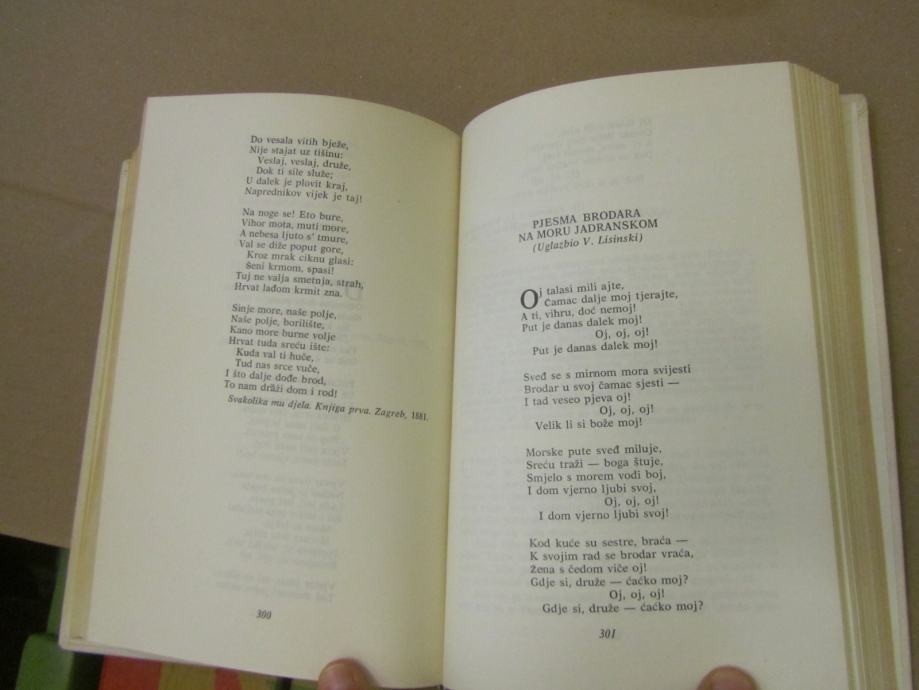 Do vesala vitih bježe,
Nije stajat uz tišinu:
Veslaj, veslaj, druže,
Dok ti sile služe;
U dalek je plovit kraj,
Naprednikov vijek je taj!
Na noge se! Eto bure,
Vihor mota, muti more,
A nebesa ljuto s' tmure,
Val se diže poput gore,
Kroz mrak ciknu glasi:
Šeni krmom, spasi!
Tuj ne valja smetnja, strah,
Hrvat lađom krmit zna.
Sinje more, naše polje,
Naše polje, borilište,
Kano more burne volje
Hrvat tuda sreću ište:
Kuda val ti huče,
Tud nas srce vuče,
I što dalje dođe brod,
To nam draži dom i rod!
Svakolika mu djela. Knjiga prva. Zagreb, 1881.
300
PJESMA BRODARA
NA MORU JADRANSKOM
(Uglazbio V. Lisinski)
Oj talasi mili ajte,
Čamac dalje moj tjerajte,
A ti, vihru, doć nemoj!
Put je danas dalek moj!
Oj, oj, oj!
Put je danas dalek moj!
Sveđ se s mirnom mora svijesti
Brodar u svoj čamac sjesti —
I tad veseo pjeva oj!
Oj, oj, oj!
Velik li si bože moj!
Morske pute sveđ miluje,
Sreću traži — boga štuje,
Smjelo s morem vodi boj,
I dom vjerno ljubi svoj,
Oj, oj, oj!
I dom vjerno ljubi svoj!
Kod kuće su sestre, braća —
K svojim rad se brodar vraća,
Žena s čedom viče oj!
Gdje si, druže — ćaćko moj?
Oj, oj, oj!
Gdje si, druže — ćaćko moj?
301